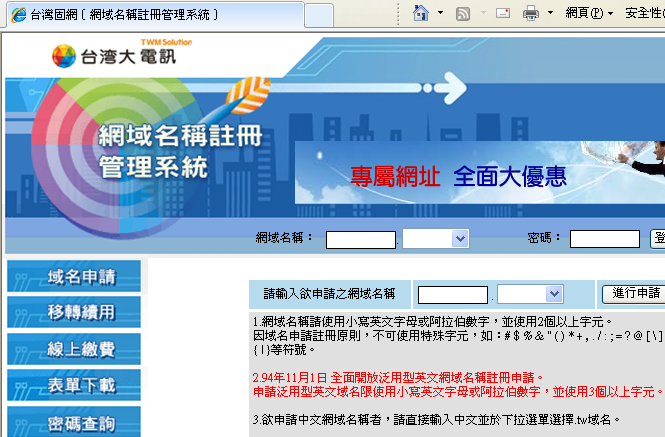 台灣固網 [ 網域名稱註冊管理系統 ]
網頁(P)
安全性(
TWM Solution
台灣大電訊
網域名稱註冊
管理系統
專屬網址 全面大優惠
網域名稱：
.
密碼：
登
域名申請
移轉續用
線上繳費
表單下載
密碼查詢
請輸入欲申請之網域名稱
.
進行申請
1.網域名稱請使用小寫英文字母或阿拉伯數字，並使用2個以上字元。
因域名申請註冊原則，不可使用特殊字元，如：# $ % & " ( ) * + , . / : ; = ? @ [ \ ]
{ | }等符號。
2.94年11月1日 全面開放泛用型英文網域名稱註冊申請。
申請泛用型英文域名限使用小寫英文字母或阿拉伯數字，並使用3個以上字元。
3.欲申請中文網域名稱者，請直接輸入中文並於下拉選單選擇.tw域名。